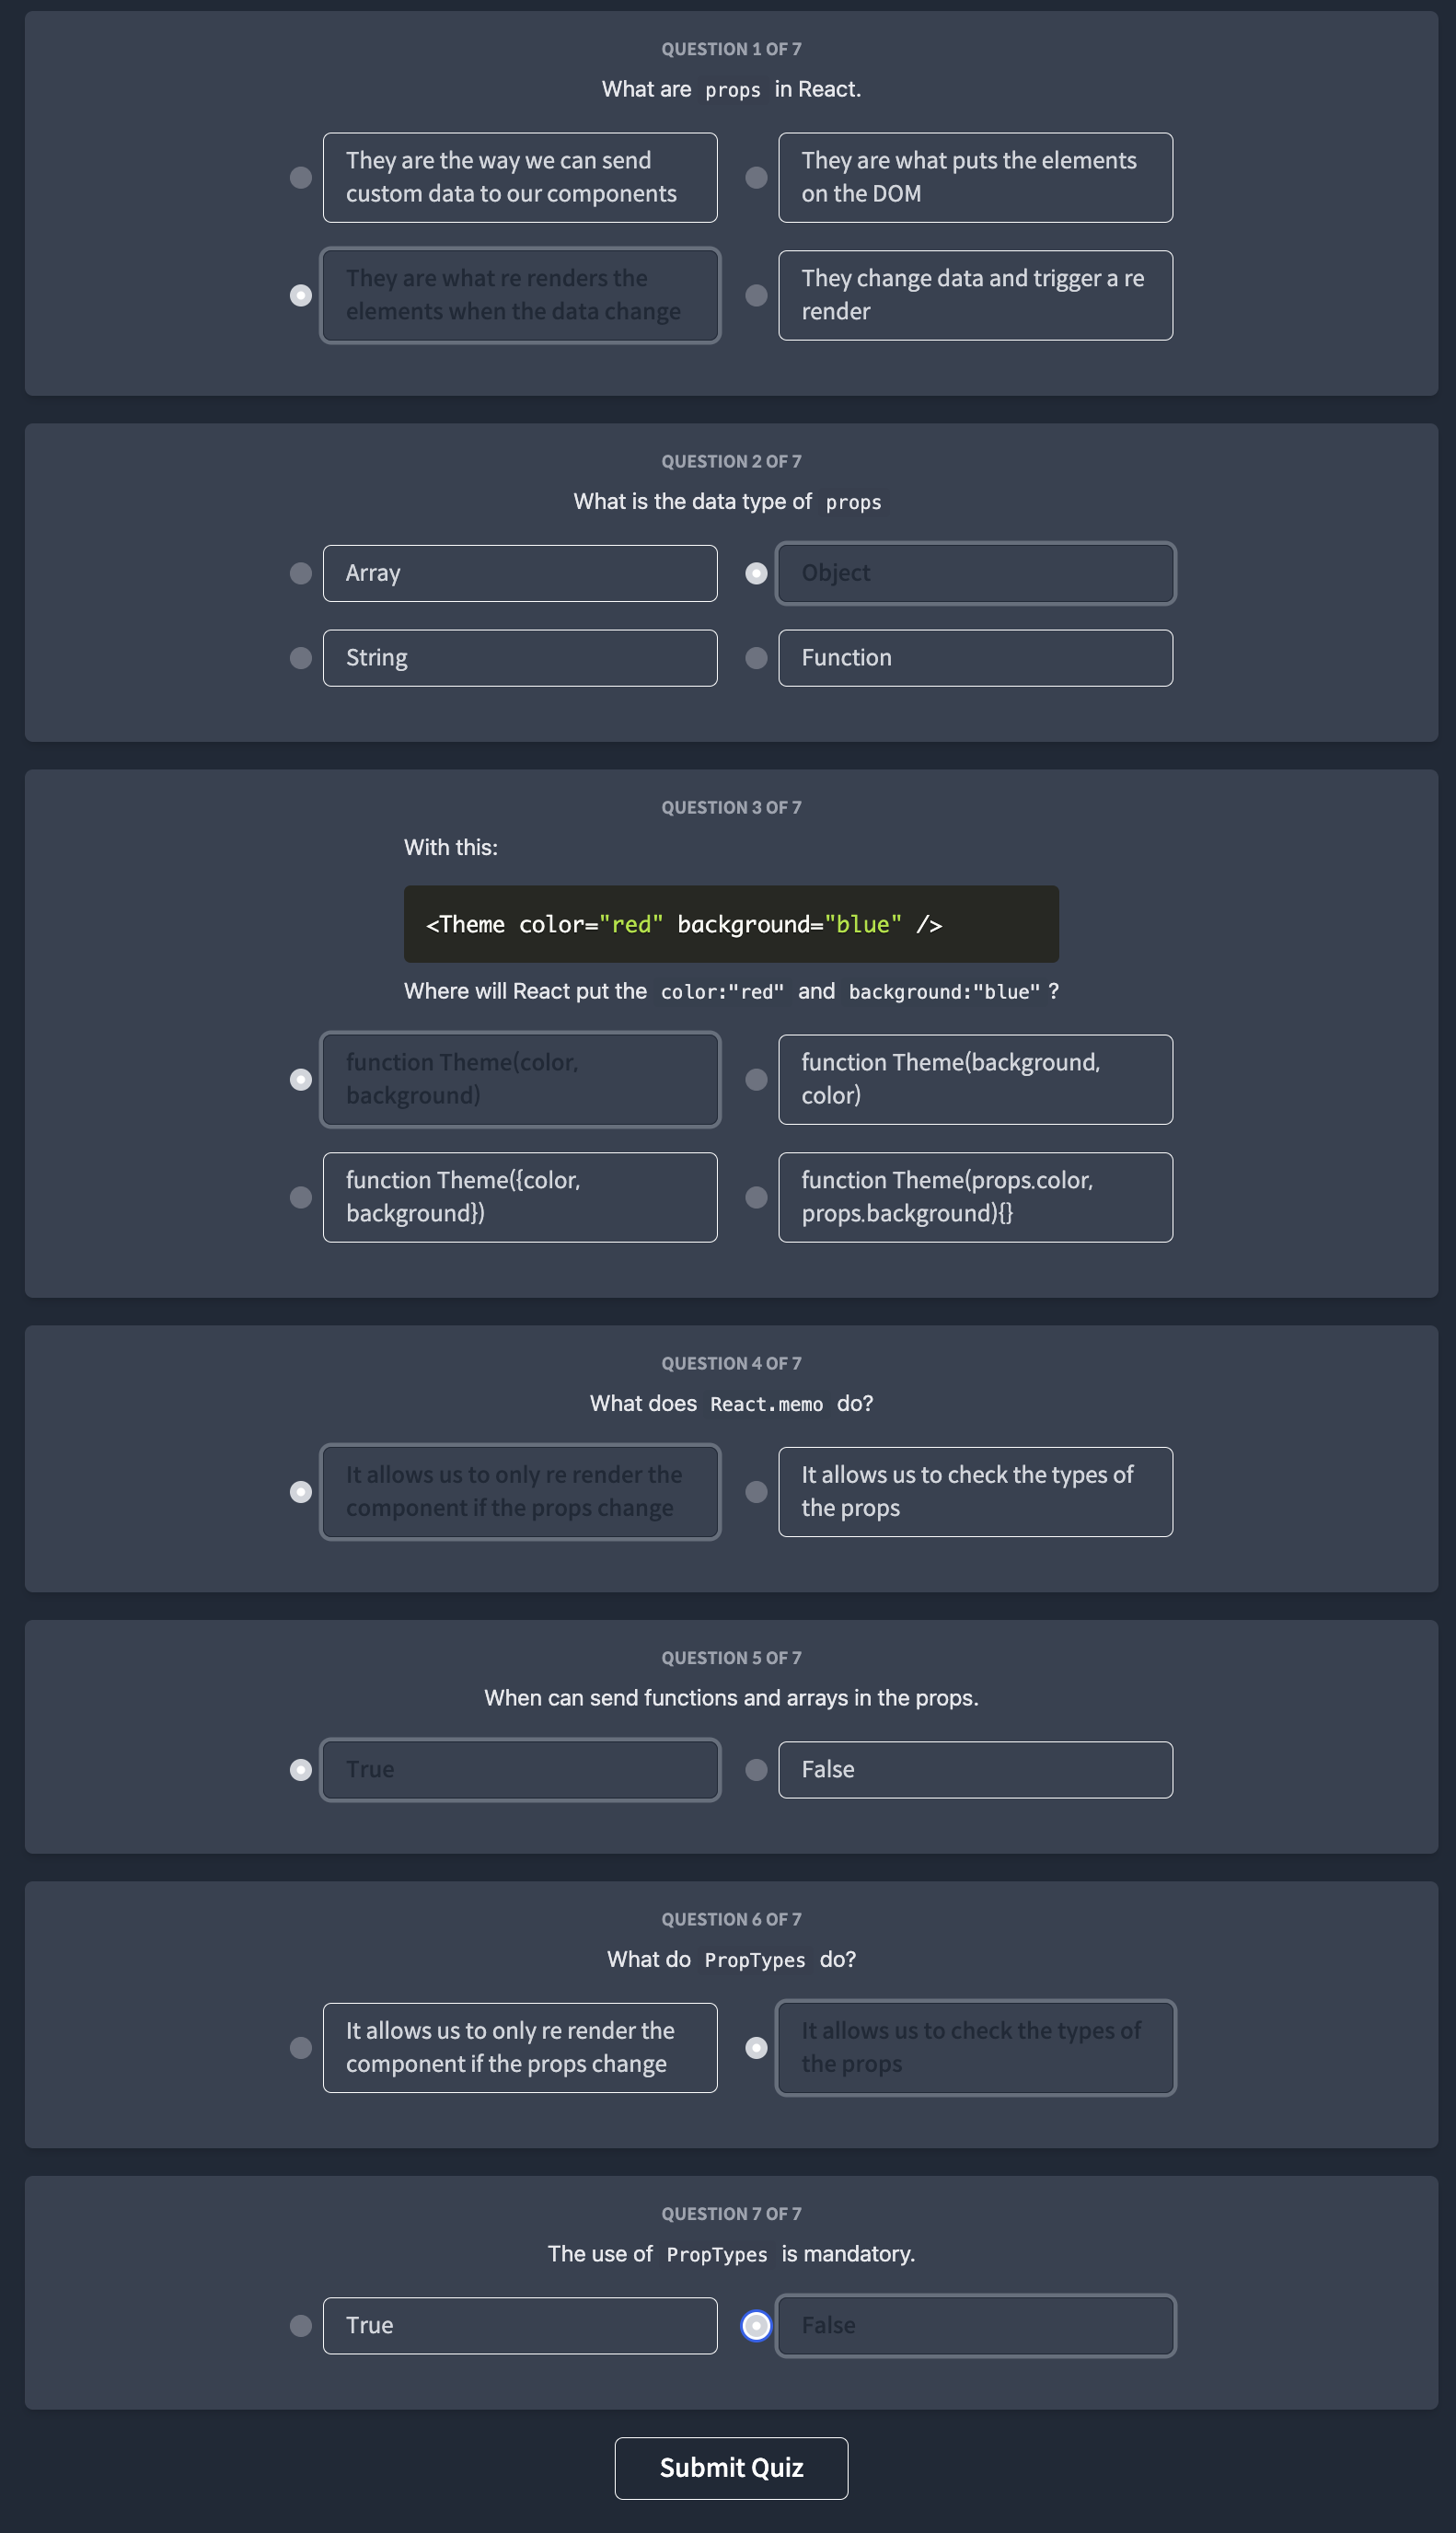 QUESTION 1 OF 7
What are props in React.
They are the way we can send
custom data to our components
They are what puts the elements
on the DOM
They are what re renders the
elements when the data change
They change data and trigger a re
render
QUESTION 2 OF 7
What is the data type of props
Array
Object
String
Function
QUESTION 3 OF 7
With this:
<Theme color="red" background="blue" />
Where will React put the color:"red" and background:"blue" ?
function Theme(color,
background)
function Theme(background,
color)
function Theme({color,
background})
function Theme(props.color,
props.background){}
QUESTION 4 OF 7
What does React.memo do?
It allows us to only re render the
component if the props change
It allows us to check the types of
the props
QUESTION 5 OF 7
When can send functions and arrays in the props.
True
False
QUESTION 6 OF 7
What do PropTypes do?
It allows us to only re render the
component if the props change
It allows us to check the types of
the props
QUESTION 7 OF 7
The use of PropTypes is mandatory.
True
False
Submit Quiz